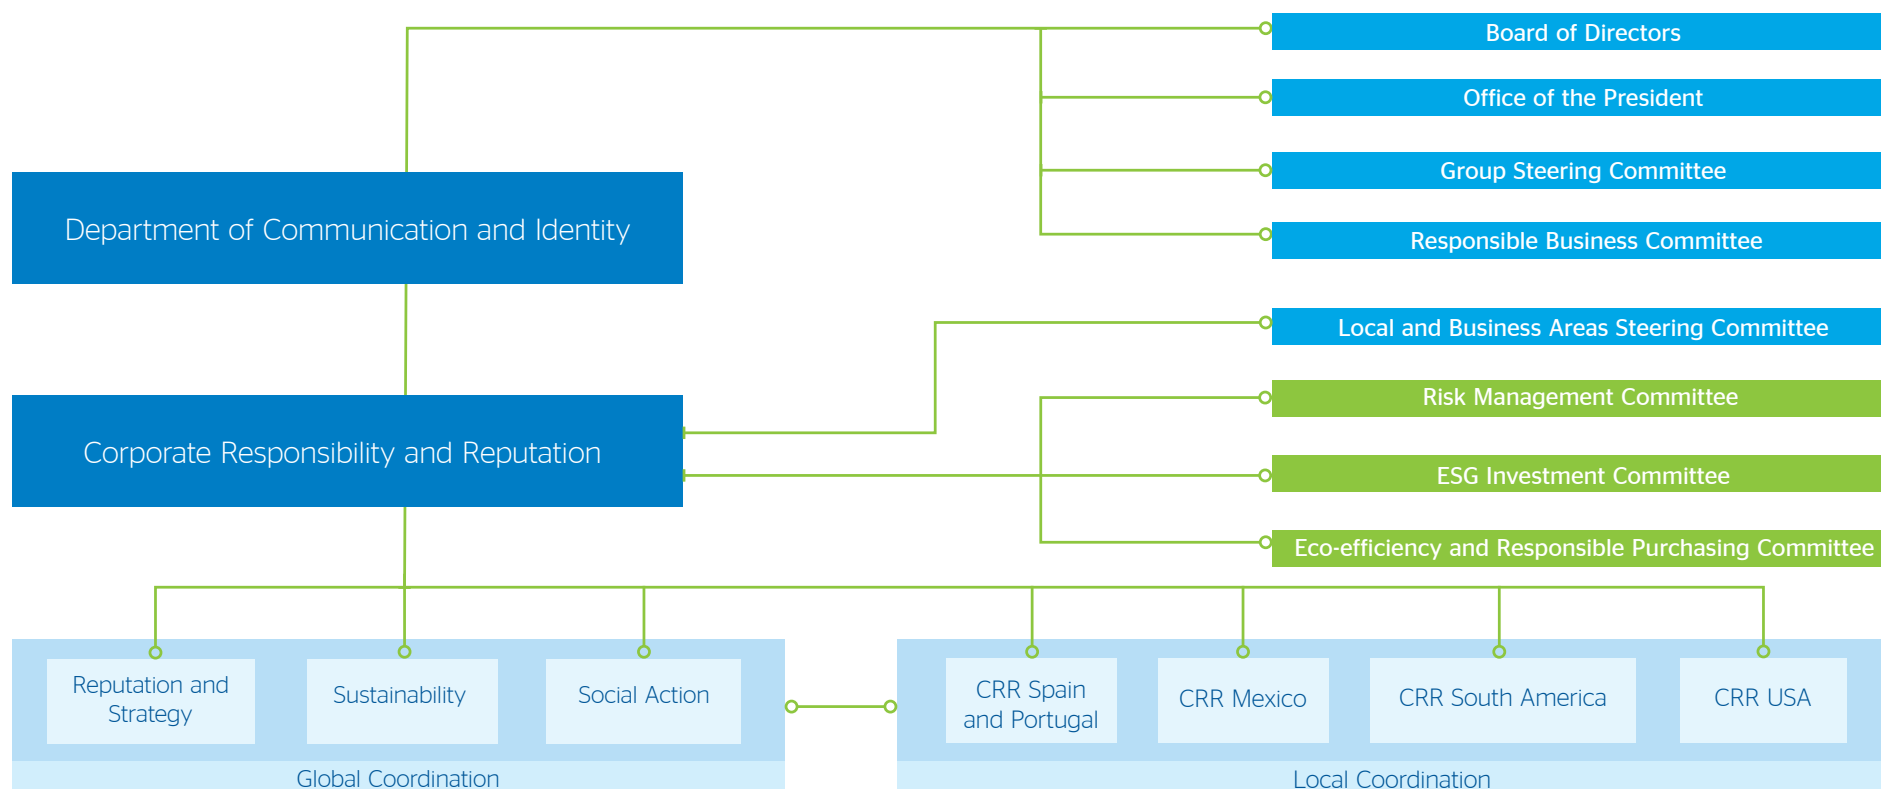 Board of Directors
Office of the President
Group Steering Committee
Department of Communication and Identity
Responsible Business Committee
Local and Business Areas Steering Committee
Risk Management Committee
Corporate Responsibility and Reputation
ESG Investment Committee
Eco-efficiency and Responsible Purchasing Committee
Reputation and
Strategy
Sustainability
Social Action
CRR Spain
and Portugal
CRR Mexico
CRR South America
CRR USA
Global Coordination
Local Coordination